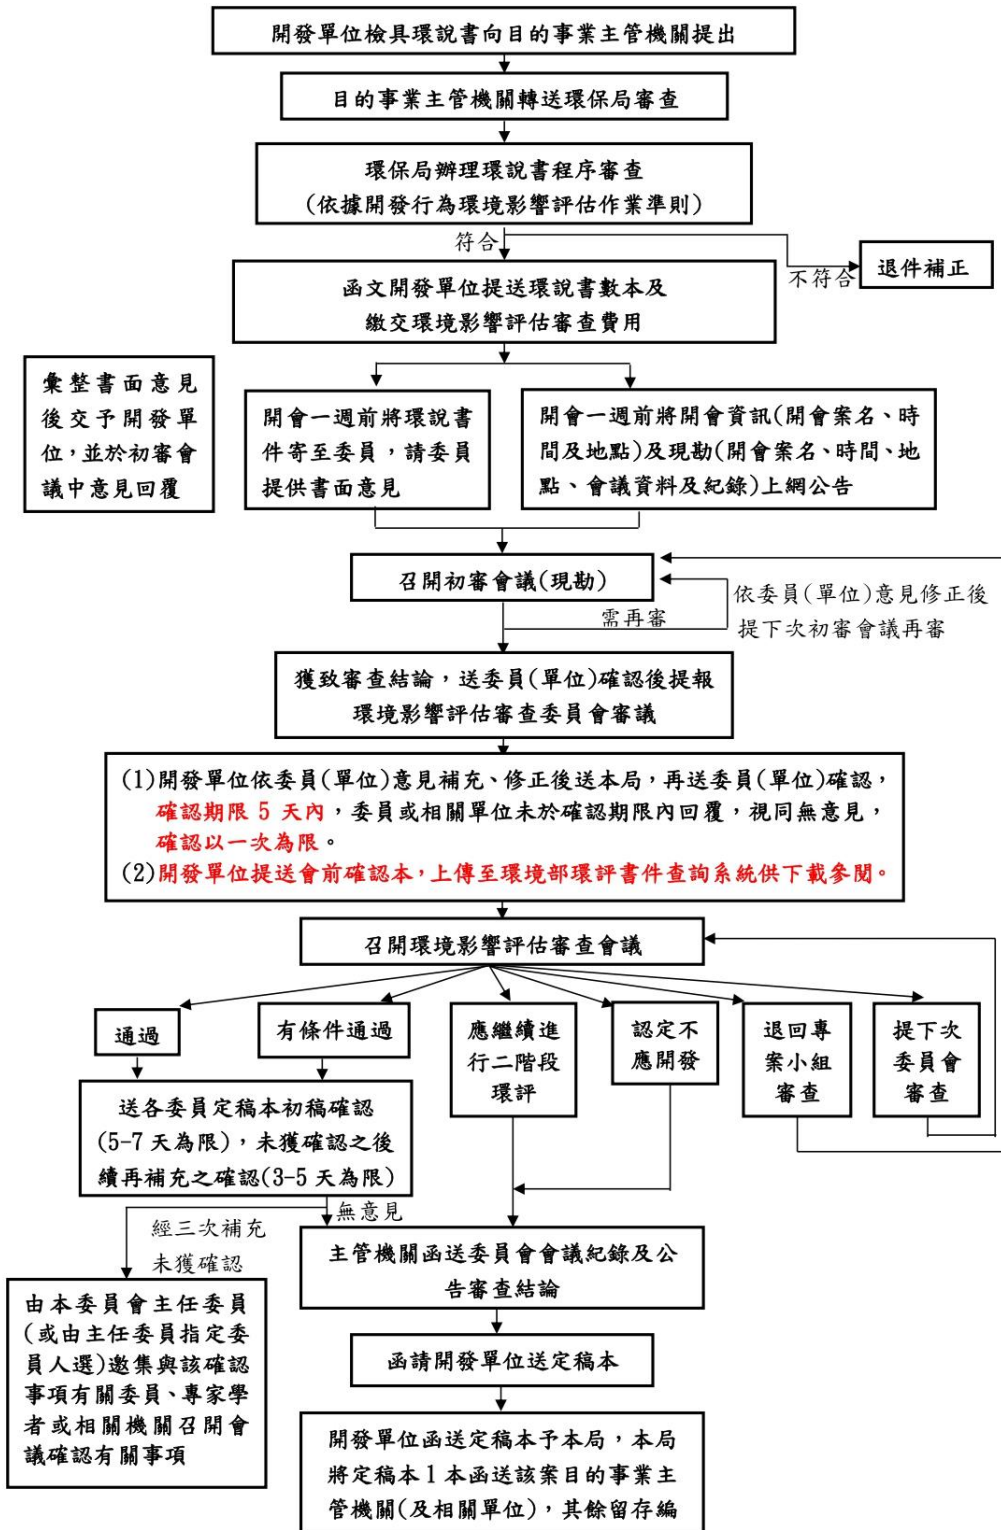 開發單位檢具環說書向目的事業主管機關提出
目的事業主管機關轉送環保局審查
環保局辦理環說書程序審查
(依據開發行為環境影響評估作業準則)
符合
不符合
退件補正
函文開發單位提送環說書數本及
繳交環境影響評估審查費用
彙整書面意見
後交予開發單
位,並於初審會
議中意見回覆
開會一週前將環說書
件寄至委員,請委員
提供書面意見
開會一週前將開會資訊(開會案名、時
間及地點)及現勘(開會案名、時間、地
點、會議資料及紀錄)上網公告
召開初審會議(現勘)
需再審
依委員(單位)意見修正後
提下次初審會議再審
獲致審查結論,送委員(單位)確認後提報
環境影響評估審查委員會審議
(1)開發單位依委員(單位)意見補充、修正後送本局,再送委員(單位)確認,
確認期限 5 天內,委員或相關單位未於確認期限內回覆,視同無意見,
確認以一次為限。
(2)開發單位提送會前確認本,上傳至環境部環評書件查詢系統供下載參閱。
召開環境影響評估審查會議
通過
有條件通過
應繼續進
行二階段
環評
認定不
應開發
退回專
案小組
審查
提下次
委員會
審查
送各委員定稿本初稿確認
(5-7 天為限),未獲確認之後
續再補充之確認(3-5 天為限)
無意見
經三次補充
未獲確認
主管機關函送委員會會議紀錄及公
告審查結論
由本委員會主任委員
(或由主任委員指定委
員人選)邀集與該確認
事項有關委員、專家學
者或相關機關召開會
議確認有關事項
函請開發單位送定稿本
開發單位函送定稿本予本局,本局
將定稿本 1 本函送該案目的事業主
管機關(及相關單位),其餘留存編